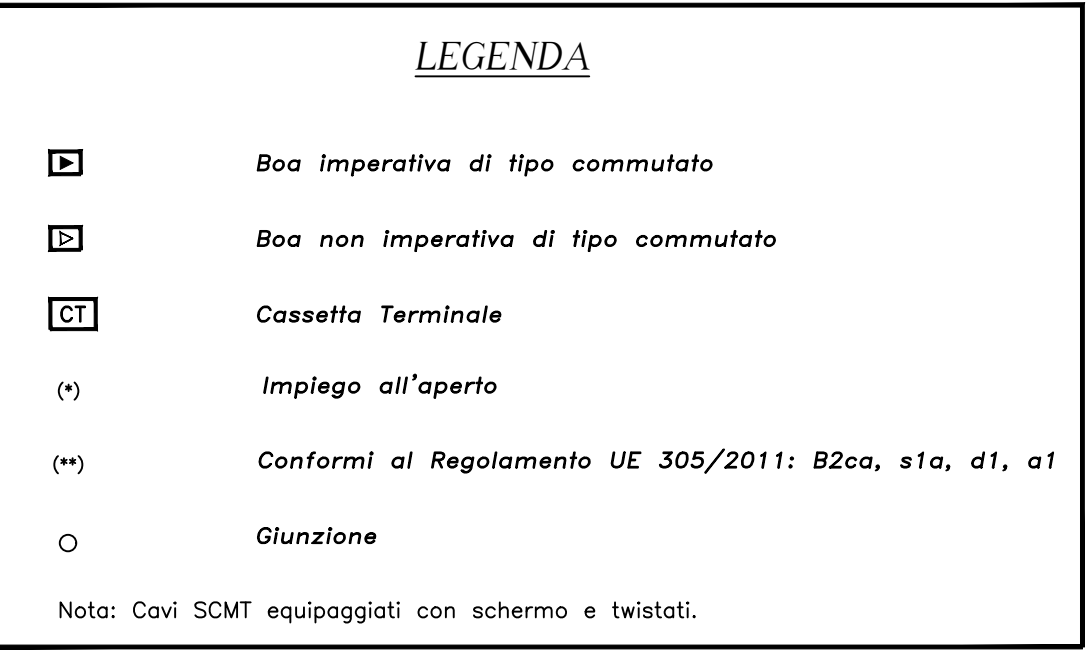 LEGENDA
Boa imperativa di tipo commutato
Boa non imperativa di tipo commutato
CT Cassetta Terminale
(*) Impiego all'aperto
(**) Conformi al Regolamento UE 305/2011: B2ca, s1a, d1, a1
Giunzione
Nota: Cavi SCMT equipaggiati con schermo e twistati.